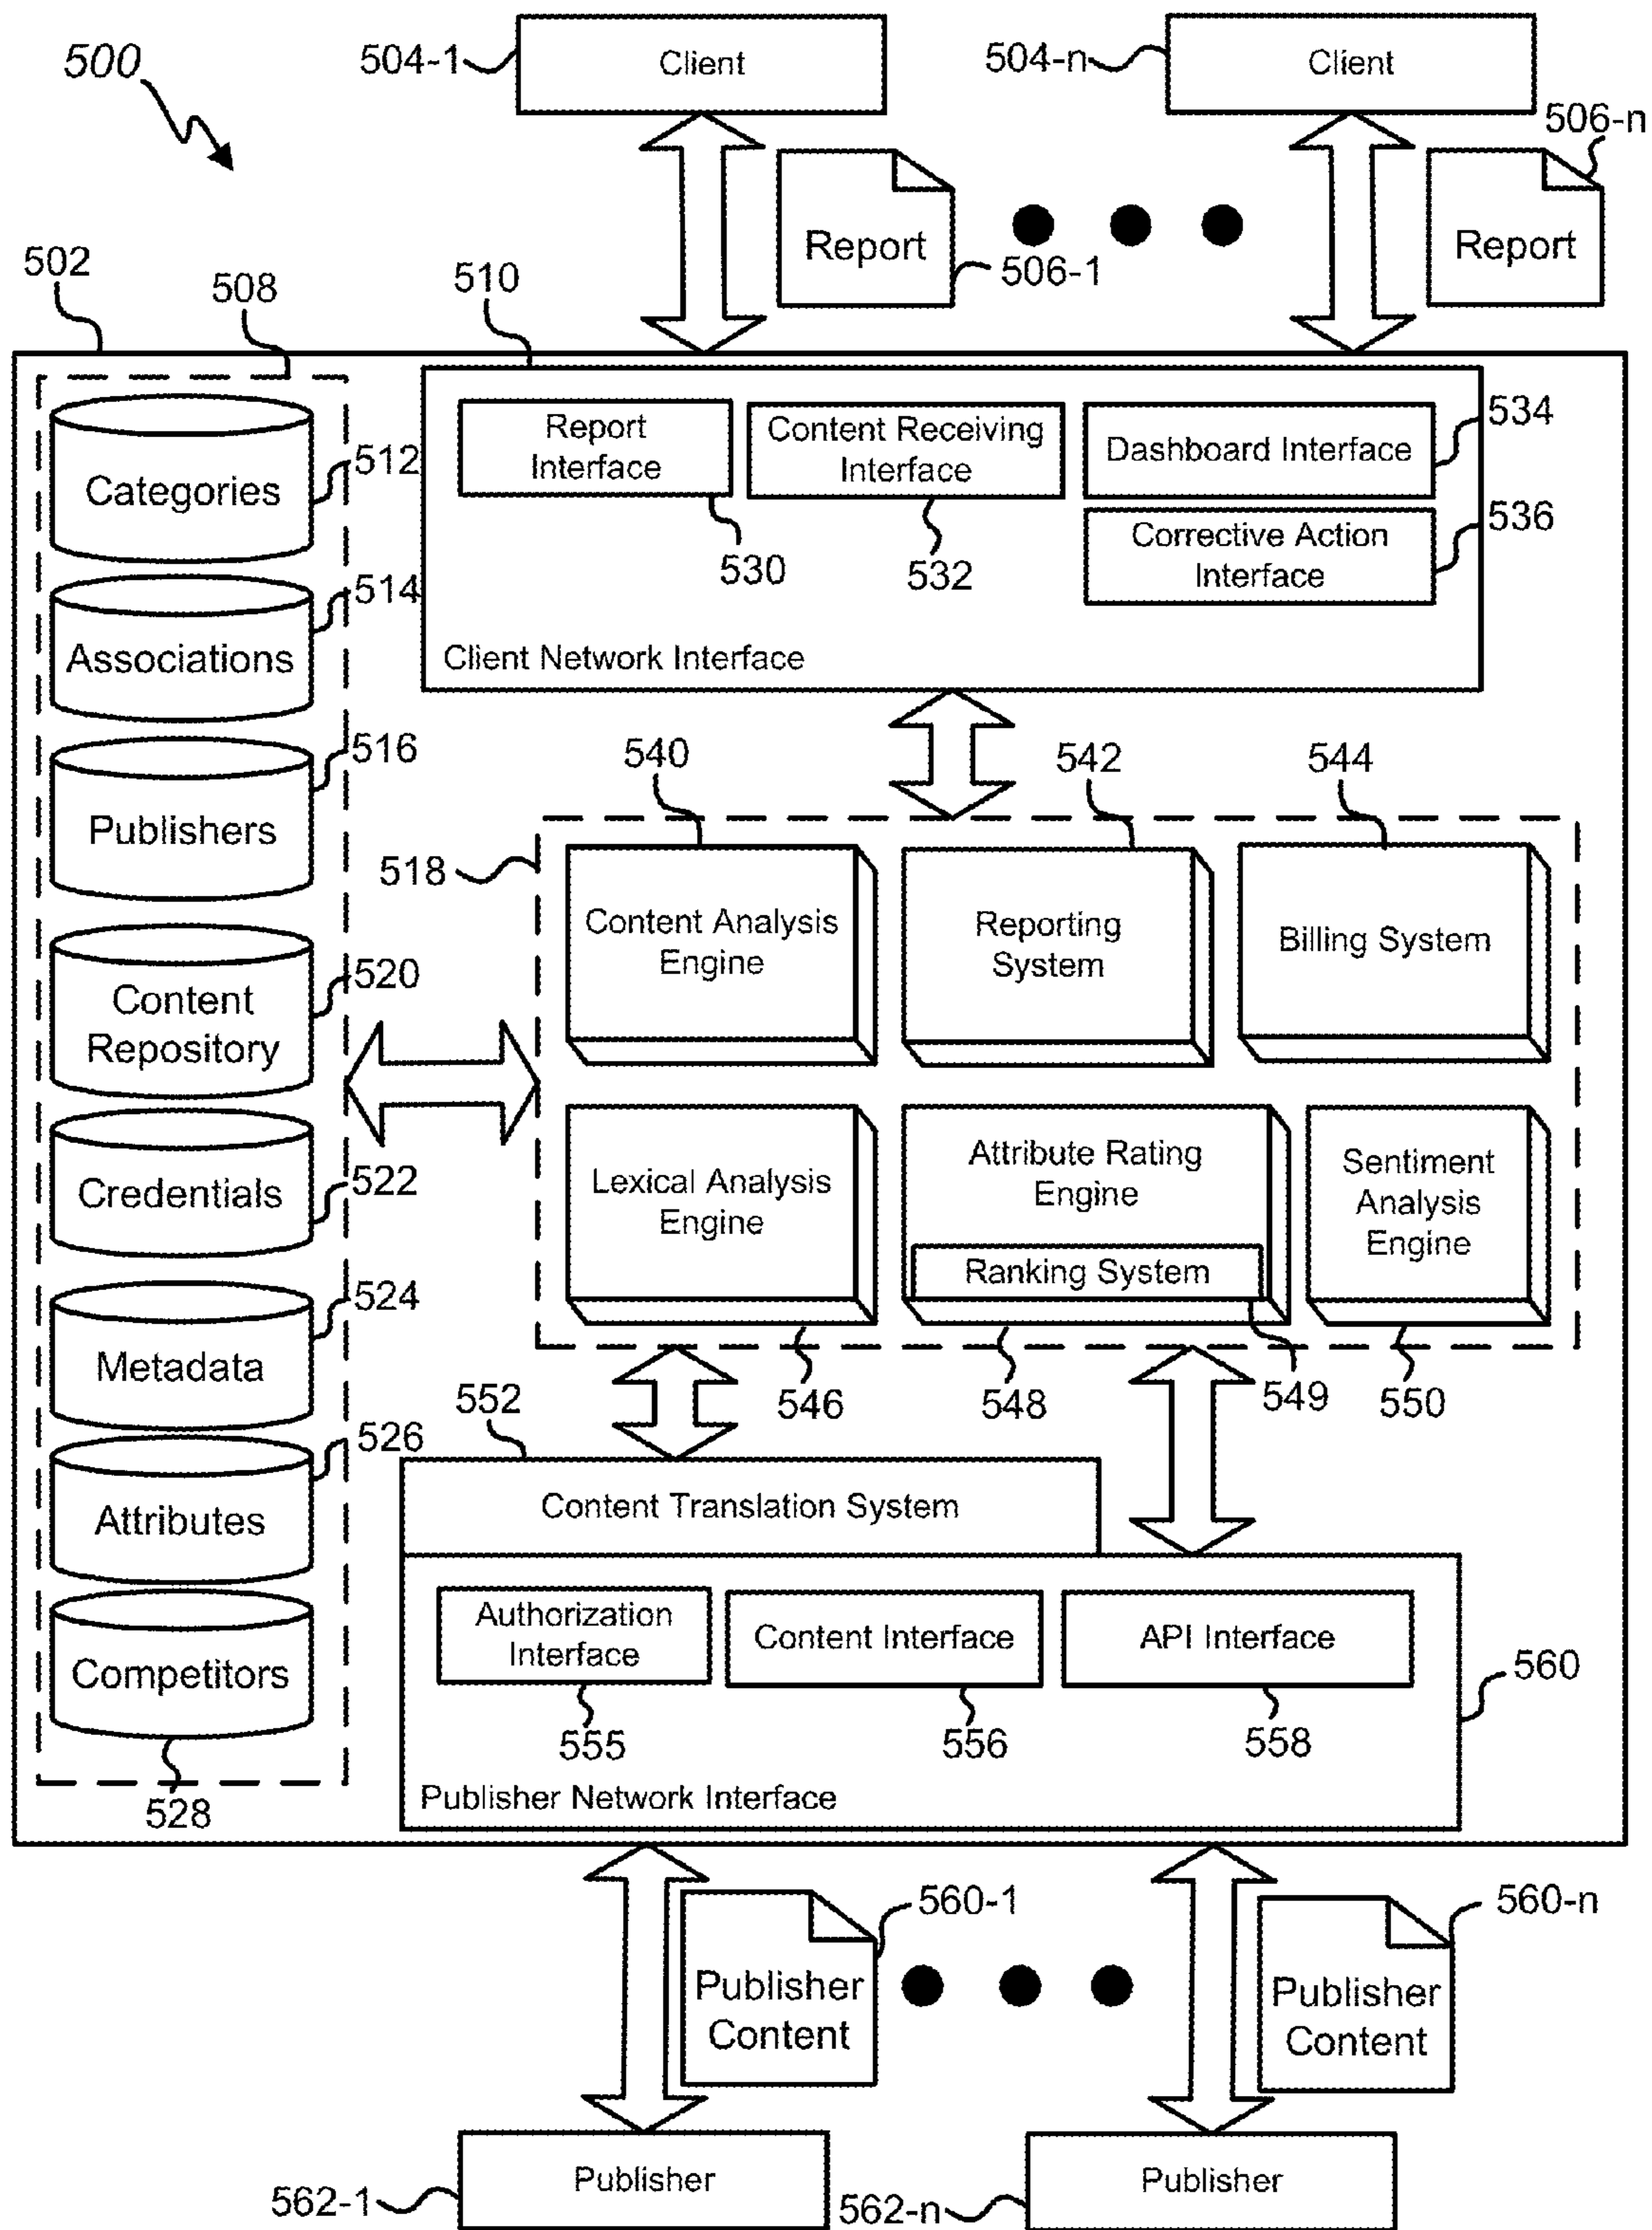 500
504-1
Client
504-n
Client
506-n
Report
506-1
Report
502
508
510
Categories
512
Associations
514
Publishers
516
Content
Repository
520
Credentials
522
Metadata
524
Attributes
526
Competitors
528
Report
Interface
530
Content Receiving
Interface
532
Dashboard Interface
534
Corrective Action
Interface
536
Client Network Interface
518
540
Content Analysis
Engine
542
Reporting
System
544
Billing System
Lexical Analysis
Engine
546
Attribute Rating
Engine
Ranking System
548
549
Sentiment
Analysis
Engine
550
552
Content Translation System
Authorization
Interface
555
Content Interface
556
API Interface
558
560
Publisher Network Interface
560-1
Publisher
Content
560-n
Publisher
Content
562-1
Publisher
562-n
Publisher